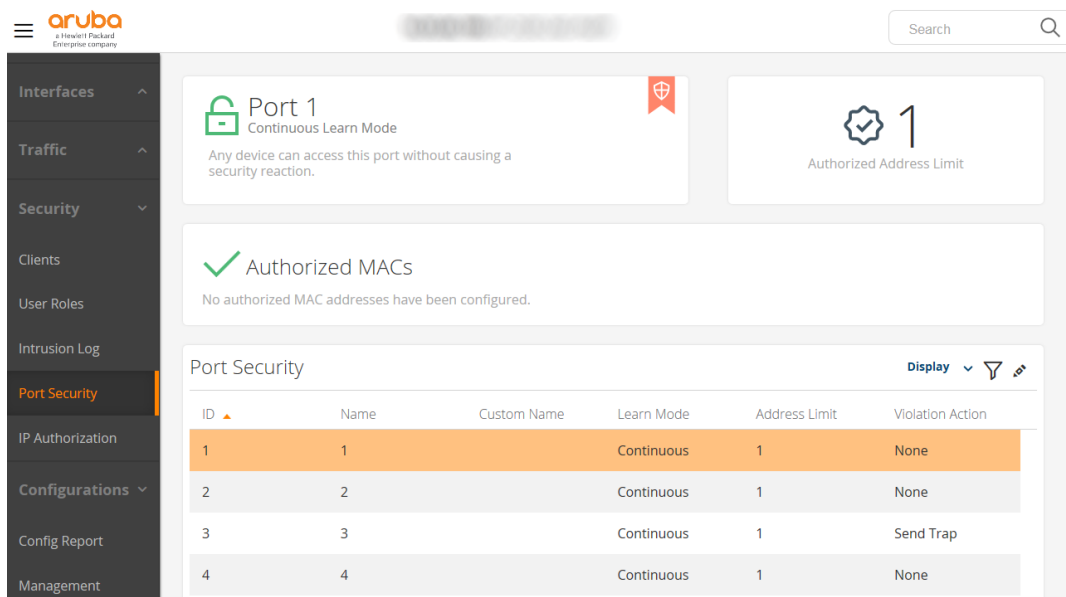 aruba
a Hewlett Packard
Enterprise company
Search
Interfaces
Traffic
Security
Clients
User Roles
Intrusion Log
Port Security
IP Authorization
Configurations
Config Report
Management
Port 1
Continuous Learn Mode
Any device can access this port without causing a
security reaction.
1
Authorized Address Limit
Authorized MACs
No authorized MAC addresses have been configured.
Port Security
Display
ID Name Custom Name Learn Mode Address Limit Violation Action
1 1 Continuous 1 None
2 2 Continuous 1 None
3 3 Continuous 1 Send Trap
4 4 Continuous 1 None